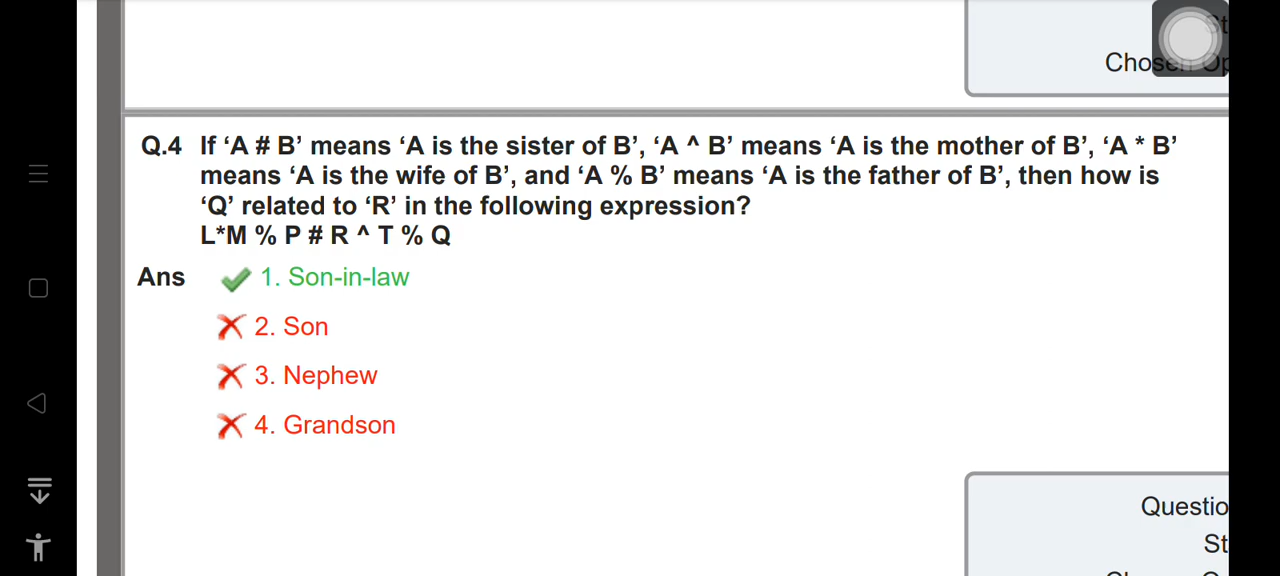 Chosen Op
Q.4 If ‘A # B’ means ‘A is the sister of B’, ‘A ^ B’ means ‘A is the mother of B’, ‘A * B’
means ‘A is the wife of B’, and ‘A % B’ means ‘A is the father of B’, then how is
‘Q’ related to ‘R’ in the following expression?
L*M % P # R ^ T % Q
Ans 1. Son-in-law
2. Son
3. Nephew
4. Grandson
Questio
St